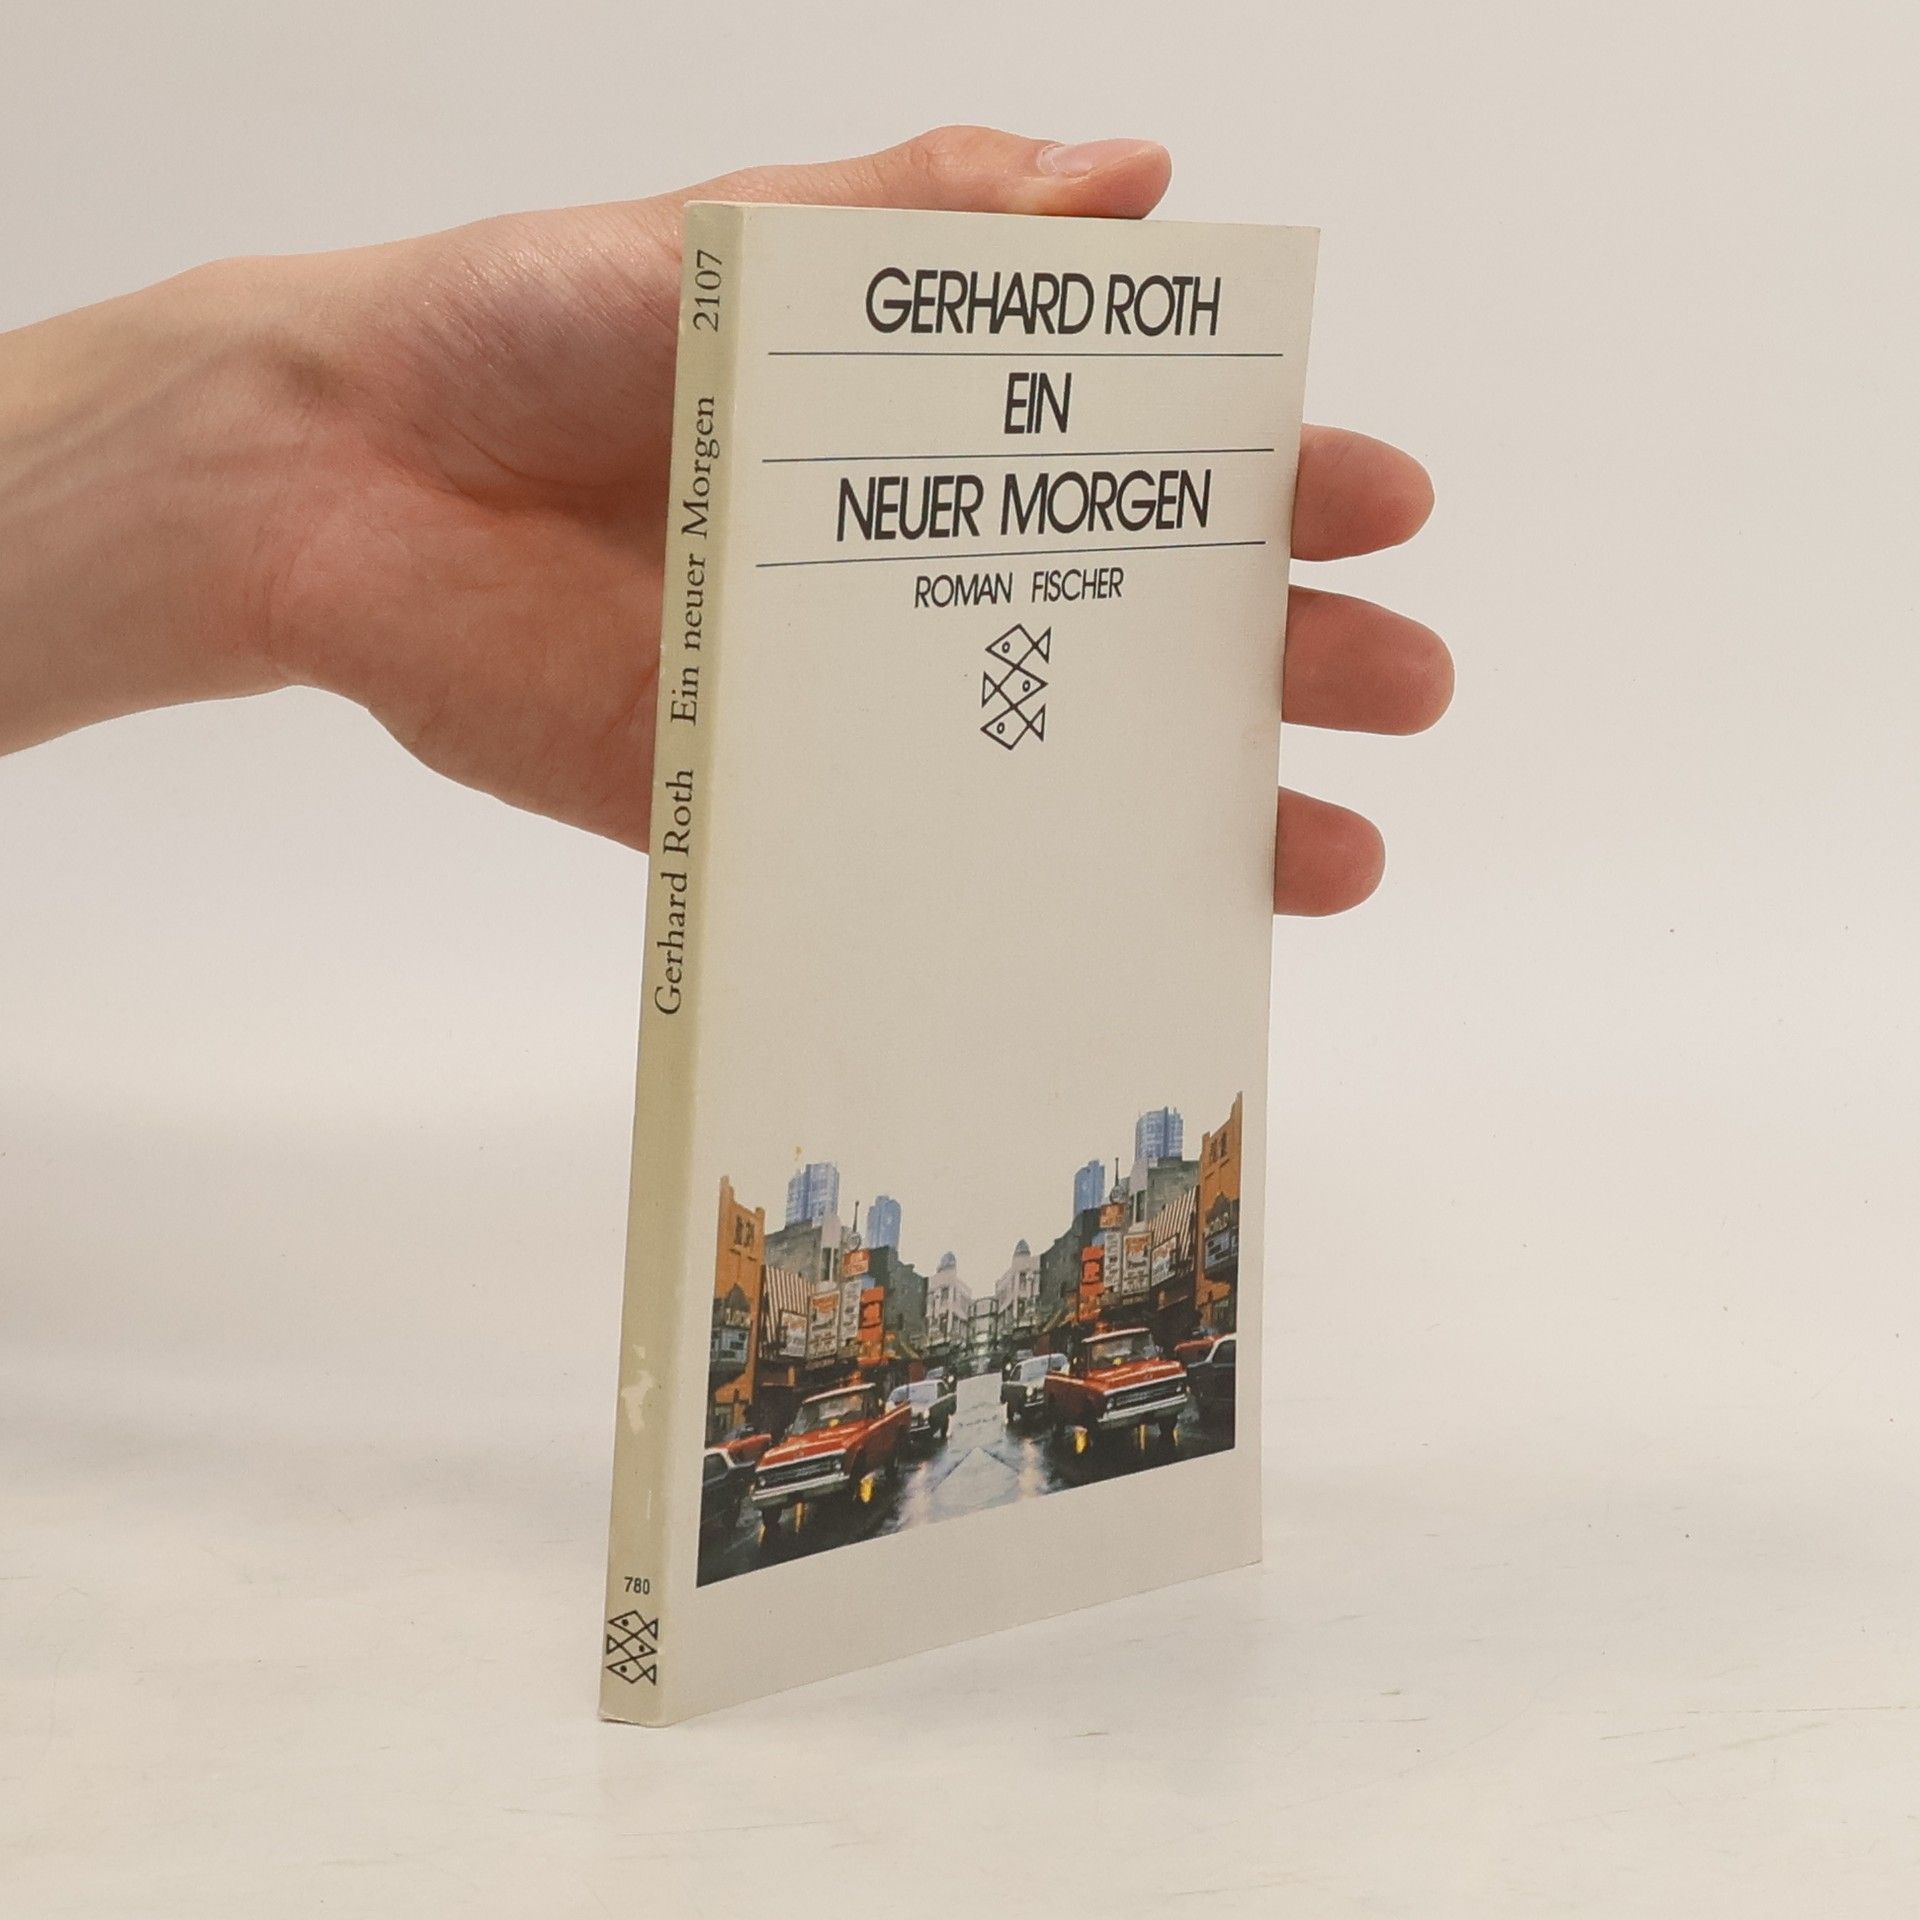 GERHARD ROTH
EIN
NEUER MORGEN
ROMAN FISCHER
Gerhard Roth Ein neuer Morgen 2107
780